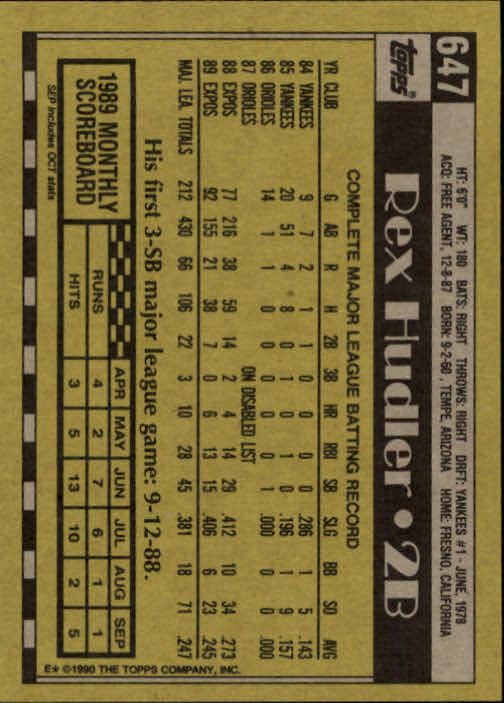 647
topps®
Rex Hudler • 2B
HT: 6'0" WT: 180 BATS: RIGHT THROWS: RIGHT DRFT: YANKEES #1 - JUNE, 1978
ACQ: FREE AGENT, 12-8-87 BORN: 9-2-60, TEMPE, ARIZONA HOME: FRESNO, CALIFORNIA
COMPLETE MAJOR LEAGUE BATTING RECORD
YR CLUB G AB R H 2B 3B HR RBI SB SLG BB SO AVG
84 YANKEES 9 7 2 1 1 0 0 0 0 .286 1 5 .143
85 YANKEES 20 51 4 8 0 1 0 1 0 .196 1 9 .157
86 ORIOLES 14 1 1 0 0 0 0 0 1 .000 0 0 .000
87 ORIOLES ON DISABLED LIST
88 EXPOS 77 216 38 59 14 2 4 14 29 .412 10 34 .273
89 EXPOS 92 155 21 38 7 0 6 13 15 .406 6 23 .245
MAJ. LEA. TOTALS 212 430 66 106 22 3 10 28 45 .381 18 71 .247
His first 3-SB major league game: 9-12-88.
1989 MONTHLY SCOREBOARD
APR MAY JUN JUL AUG SEP
RUNS 4 2 7 6 1 1
HITS 3 5 13 10 2 5
SEP includes OCT stats
E* ©1990 THE TOPPS COMPANY, INC.